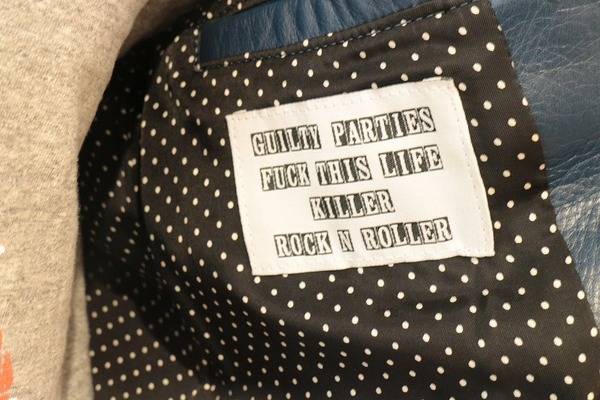 GUILTY PARTIES
FUCK THIS LIFE
KILLER
ROCK N ROLLER